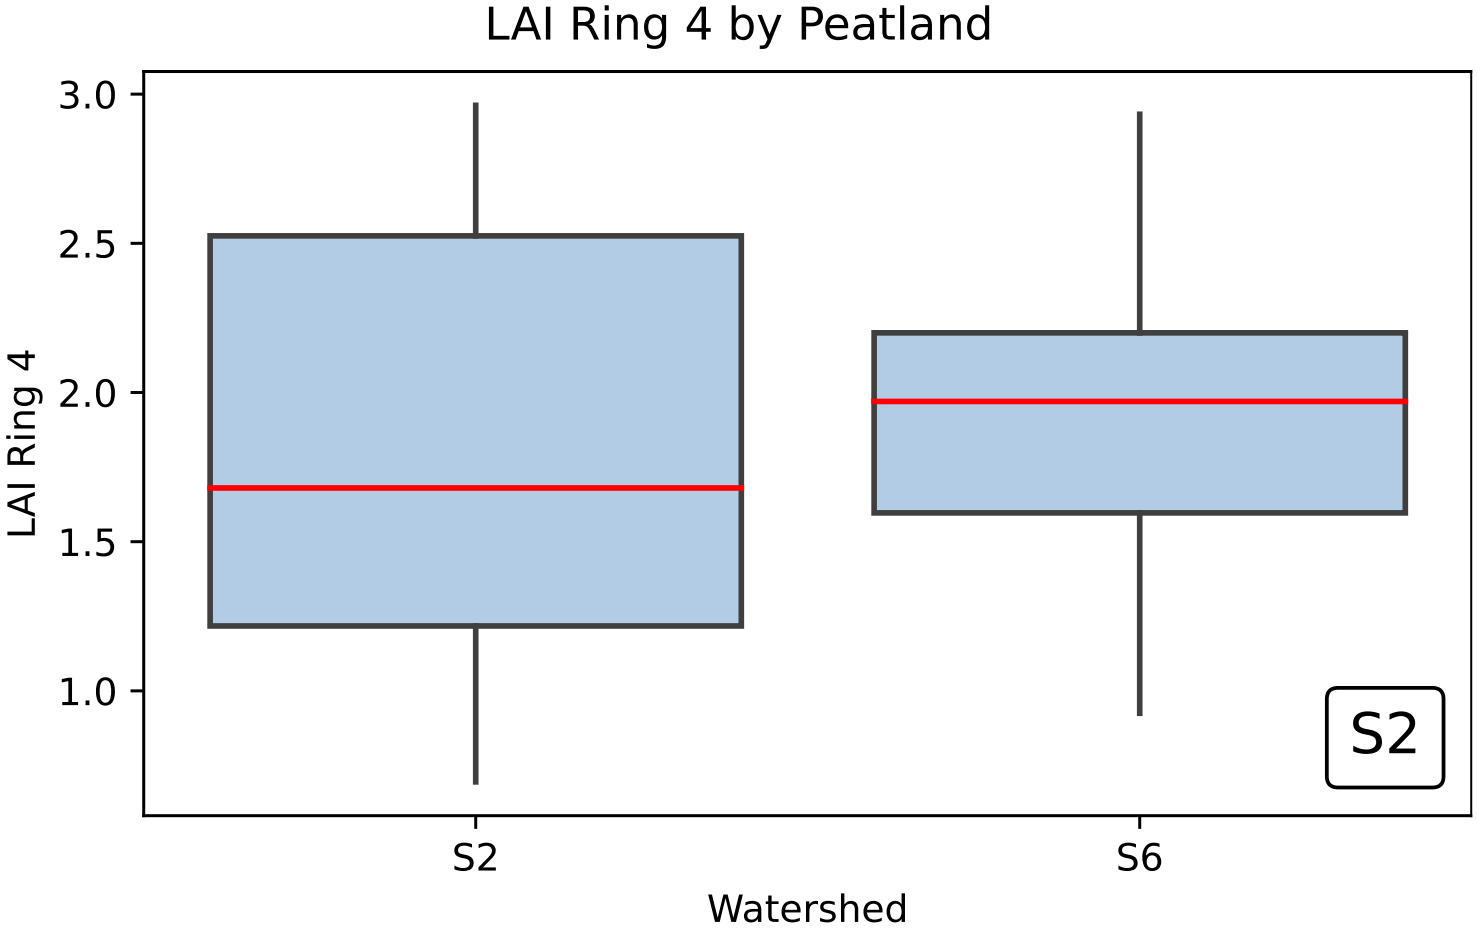 LAI Ring 4 by Peatland
LAI Ring 4
3.0
2.5
2.0
1.5
1.0
S2
S2
S6
Watershed